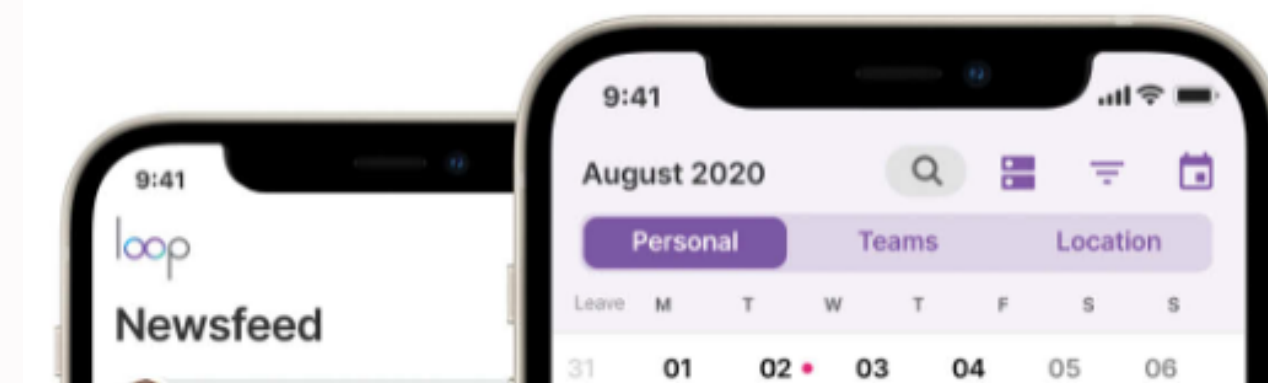 9:41
loop
Newsfeed
9:41
August 2020
Personal Teams Location
Leave M T W T F S S
31 01 02 03 04 05 06